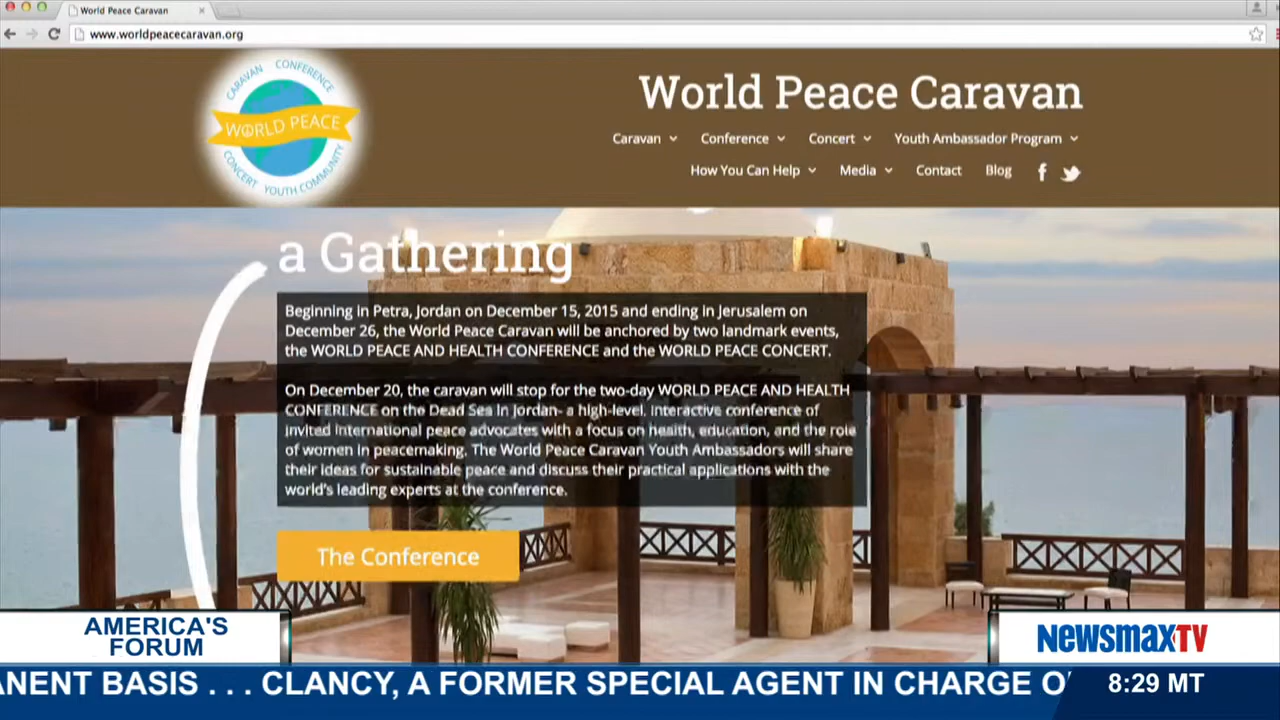 World Peace Caravan
www.worldpeacecaravan.org
CARAVAN CONFERENCE
WORLD PEACE
CONCERT YOUTH COMMUNITY
World Peace Caravan
Caravan Conference Concert Youth Ambassador Program
How You Can Help Media Contact Blog f
a Gathering
Beginning in Petra, Jordan on December 15, 2015 and ending in Jerusalem on
December 26, the World Peace Caravan will be anchored by two landmark events,
the WORLD PEACE AND HEALTH CONFERENCE and the WORLD PEACE CONCERT.
On December 20, the caravan will stop for the two-day WORLD PEACE AND HEALTH
CONFERENCE on the Dead Sea in Jordan- a high-level, interactive conference of
invited international peace advocates with a focus on health, education, and the role
of women in peacemaking. The World Peace Caravan Youth Ambassadors will share
their ideas for sustainable peace and discuss their practical applications with the
world's leading experts at the conference.
The Conference
AMERICA'S
FORUM
NEWSMAXTV
ANENT BASIS . . . CLANCY, A FORMER SPECIAL AGENT IN CHARGE O
8:29 MT